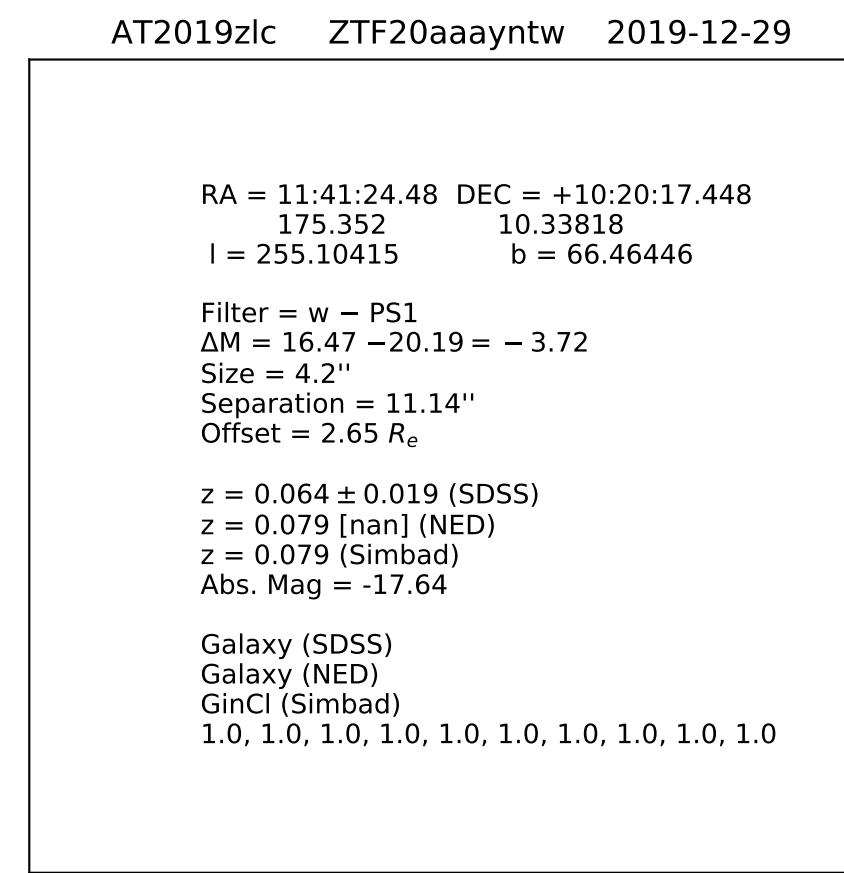 AT2019zlc ZTF20aaayntw 2019-12-29
RA = 11:41:24.48 DEC = +10:20:17.448
175.352 10.33818
l = 255.10415 b = 66.46446
Filter = w − PS1
ΔM = 16.47 −20.19 = − 3.72
Size = 4.2''
Separation = 11.14''
Offset = 2.65 Rₑ
z = 0.064 ± 0.019 (SDSS)
z = 0.079 [nan] (NED)
z = 0.079 (Simbad)
Abs. Mag = -17.64
Galaxy (SDSS)
Galaxy (NED)
GinCl (Simbad)
1.0, 1.0, 1.0, 1.0, 1.0, 1.0, 1.0, 1.0, 1.0, 1.0